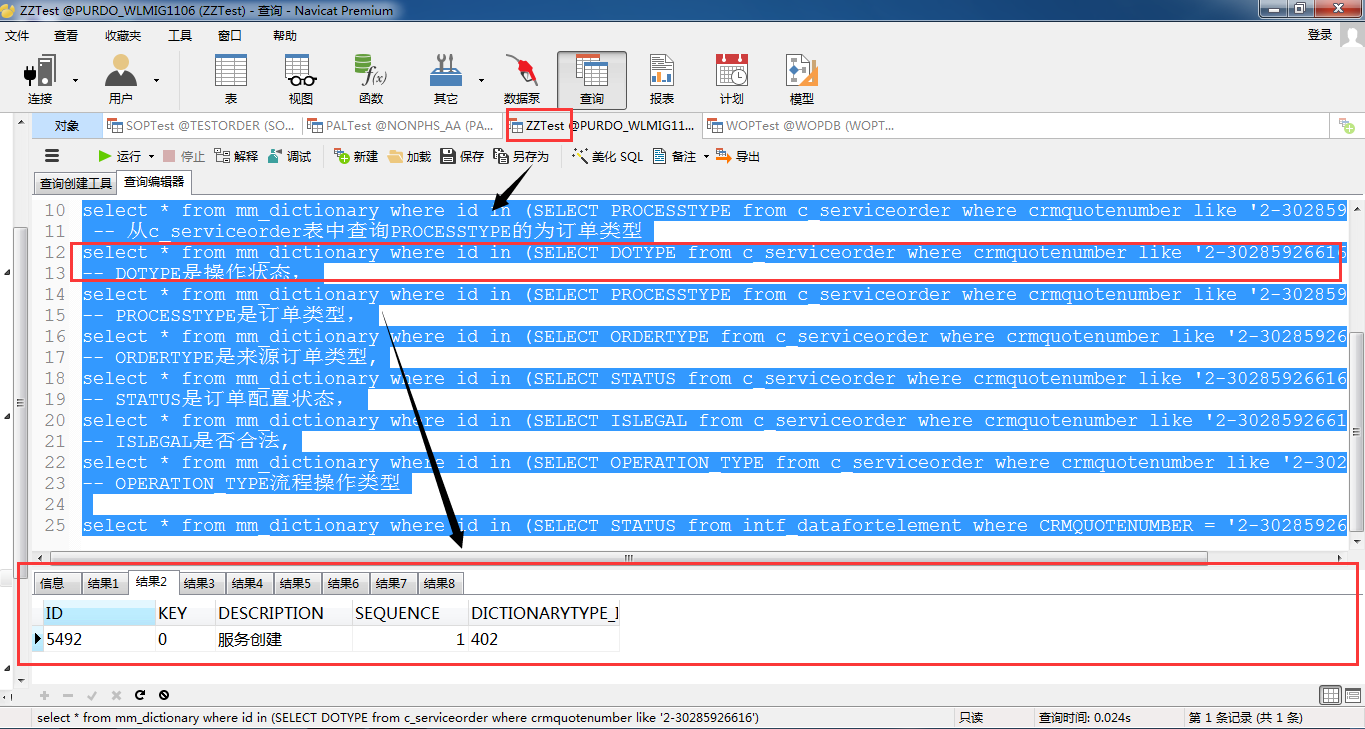 ZZTest @PURDO_WLMIG1106 (ZZTest) - 查询 - Navicat Premium
文件 查看 收藏夹 工具 窗口 帮助 登录
连接 用户 表 视图 函数 其它 数据泵 查询 报表 计划 模型
对象 SOPTest @TESTORDER (SO... PALTest @NONPHS_AA (PA... ZZTest @PURDO_WLMIG11... WOPTest @WOPDB (WOPT...
运行 停止 解释 调试 新建 加载 保存 另存为 美化 SQL 备注 导出
查询创建工具 查询编辑器
10 select * from mm_dictionary where id in (SELECT PROCESSTYPE from c_serviceorder where crmquotenumber like '2-302859
11 -- 从c_serviceorder表中查询PROCESSTYPE的为订单类型
12 select * from mm_dictionary where id in (SELECT DOTYPE from c_serviceorder where crmquotenumber like '2-30285926616
13 -- DOTYPE是操作状态，
14 select * from mm_dictionary where id in (SELECT PROCESSTYPE from c_serviceorder where crmquotenumber like '2-302859
15 -- PROCESSTYPE是订单类型，
16 select * from mm_dictionary where id in (SELECT ORDERTYPE from c_serviceorder where crmquotenumber like '2-30285926
17 -- ORDERTYPE是来源订单类型，
18 select * from mm_dictionary where id in (SELECT STATUS from c_serviceorder where crmquotenumber like '2-30285926616
19 -- STATUS是订单配置状态，
20 select * from mm_dictionary where id in (SELECT ISLEGAL from c_serviceorder where crmquotenumber like '2-3028592661
21 -- ISLEGAL是否合法，
22 select * from mm_dictionary where id in (SELECT OPERATION_TYPE from c_serviceorder where crmquotenumber like '2-302
23 -- OPERATION_TYPE流程操作类型
24
25 select * from mm_dictionary where id in (SELECT STATUS from intf_datafortelement where CRMQUOTENUMBER = '2-30285926
信息 结果1 结果2 结果3 结果4 结果5 结果6 结果7 结果8
ID KEY DESCRIPTION SEQUENCE DICTIONARYTYPE_I
5492 0 服务创建 1 402
select * from mm_dictionary where id in (SELECT DOTYPE from c_serviceorder where crmquotenumber like '2-30285926616') 只读 查询时间: 0.024s 第 1 条记录 (共 1 条)